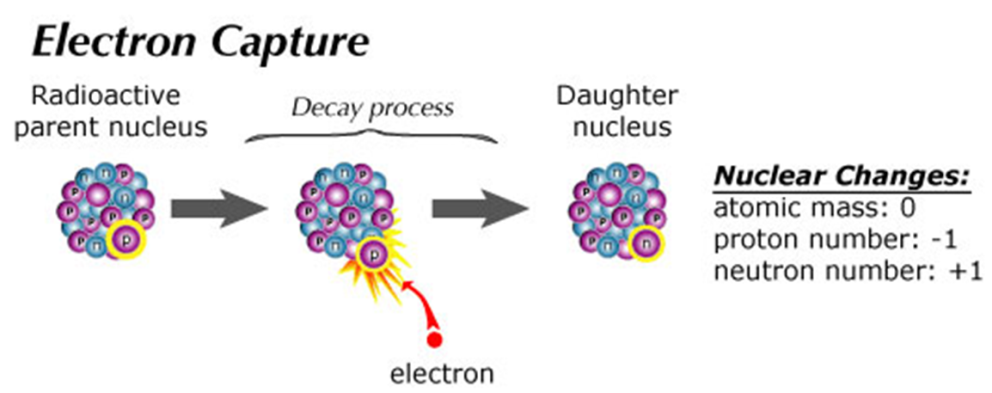 Electron Capture
Radioactive
parent nucleus
Decay process
Daughter
nucleus
n
n
p
p
n
p
p
p
p
n
p
n
n
p
p
n
p
p
p
p
n
p
n
n
p
p
n
p
p
p
p
n
n
electron
Nuclear Changes:
atomic mass: 0
proton number: -1
neutron number: +1